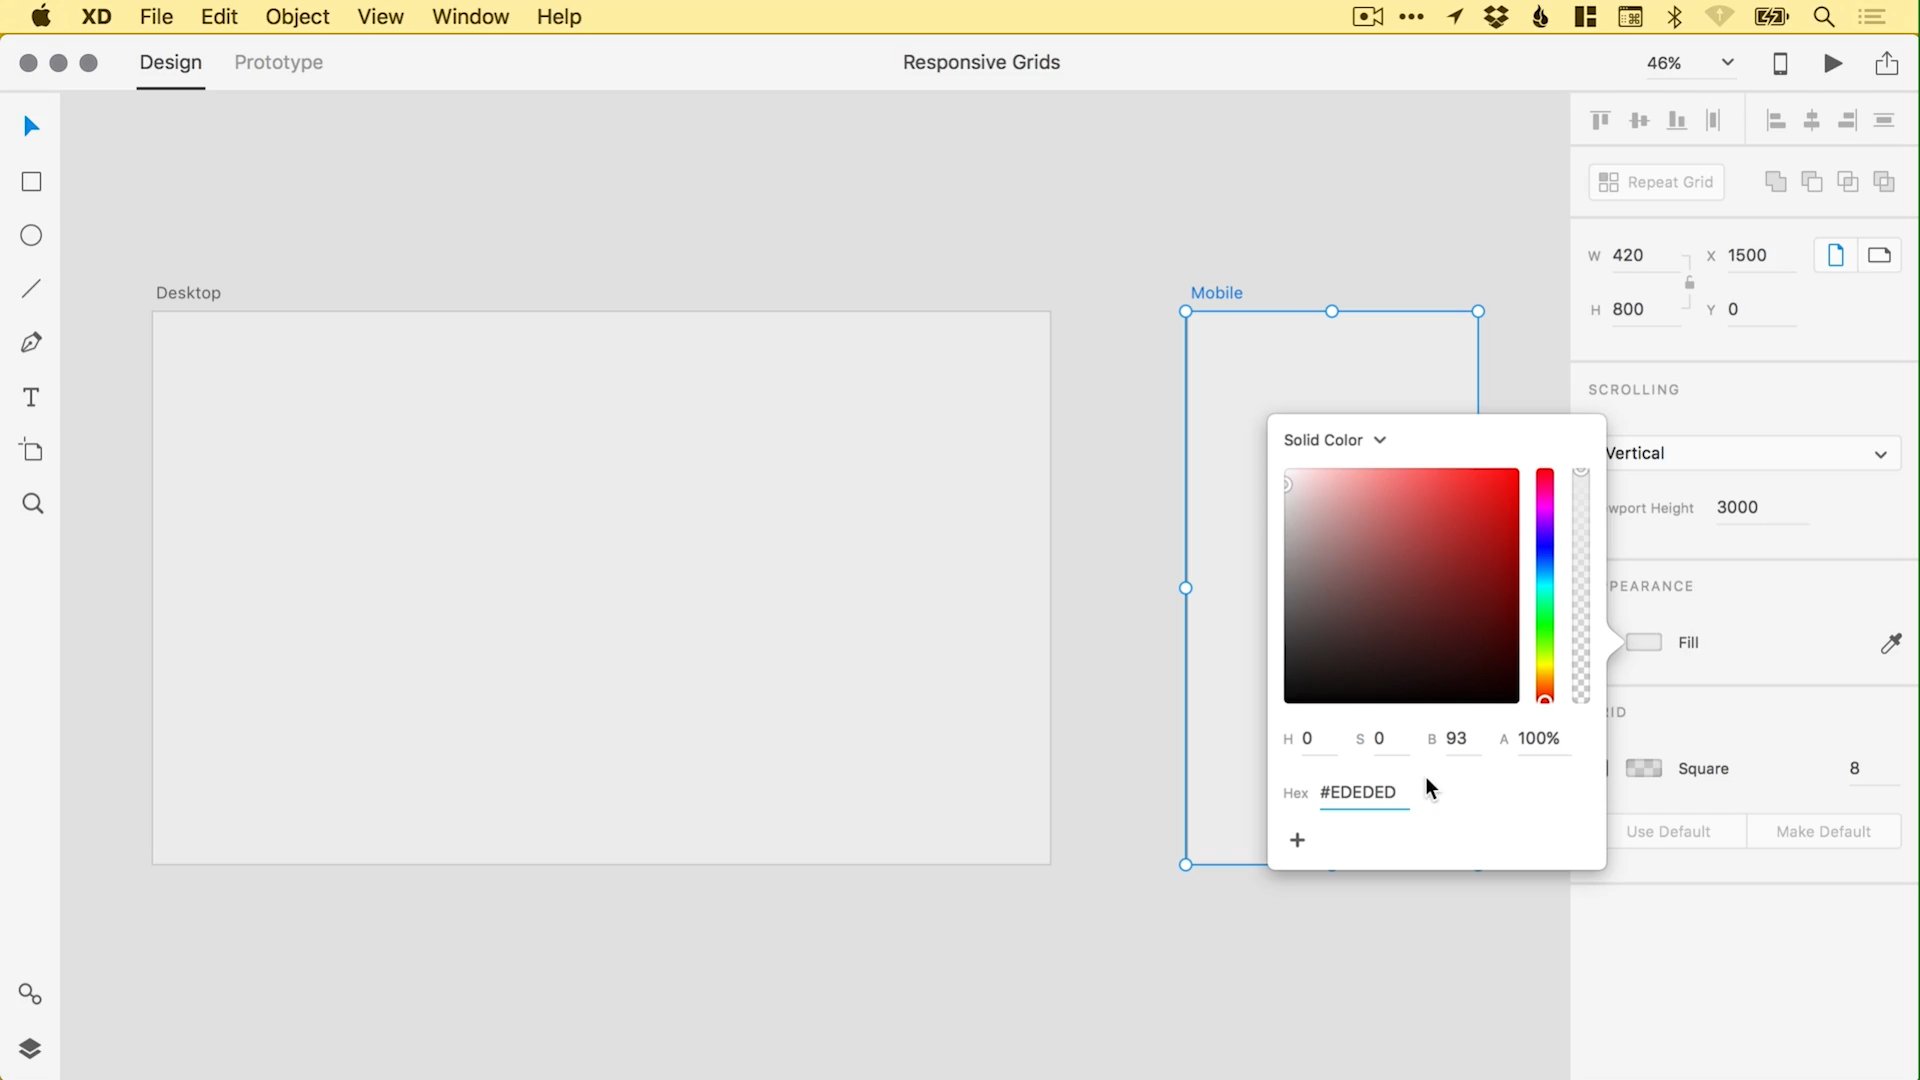 XD File Edit Object View Window Help
Design Prototype Responsive Grids 46%
Repeat Grid
W 420 X 1500
H 800 Y 0
Desktop
Mobile
SCROLLING
Solid Color
Vertical
wport Height 3000
PPEARANCE
Fill
RID
H 0 S 0 B 93 A 100%
Square 8
Hex #EDEDED
Use Default Make Default